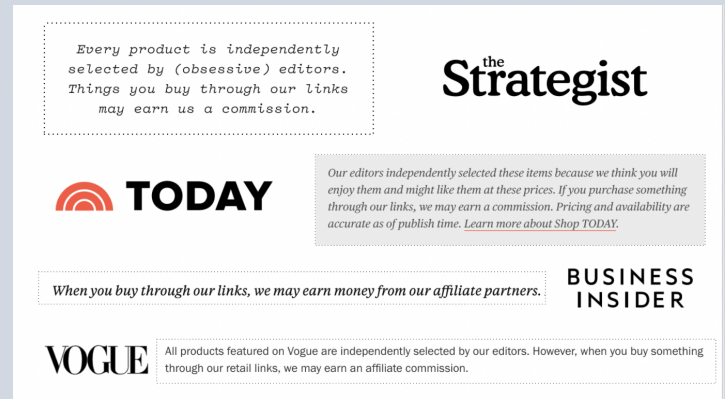 Every product is independently
selected by (obsessive) editors.
Things you buy through our links
may earn us a commission.
the
Strategist
TODAY
Our editors independently selected these items because we think you will
enjoy them and might like them at these prices. If you purchase something
through our links, we may earn a commission. Pricing and availability are
accurate as of publish time. Learn more about Shop TODAY.
When you buy through our links, we may earn money from our affiliate partners.
BUSINESS
INSIDER
VOGUE
All products featured on Vogue are independently selected by our editors. However, when you buy something
through our retail links, we may earn an affiliate commission.